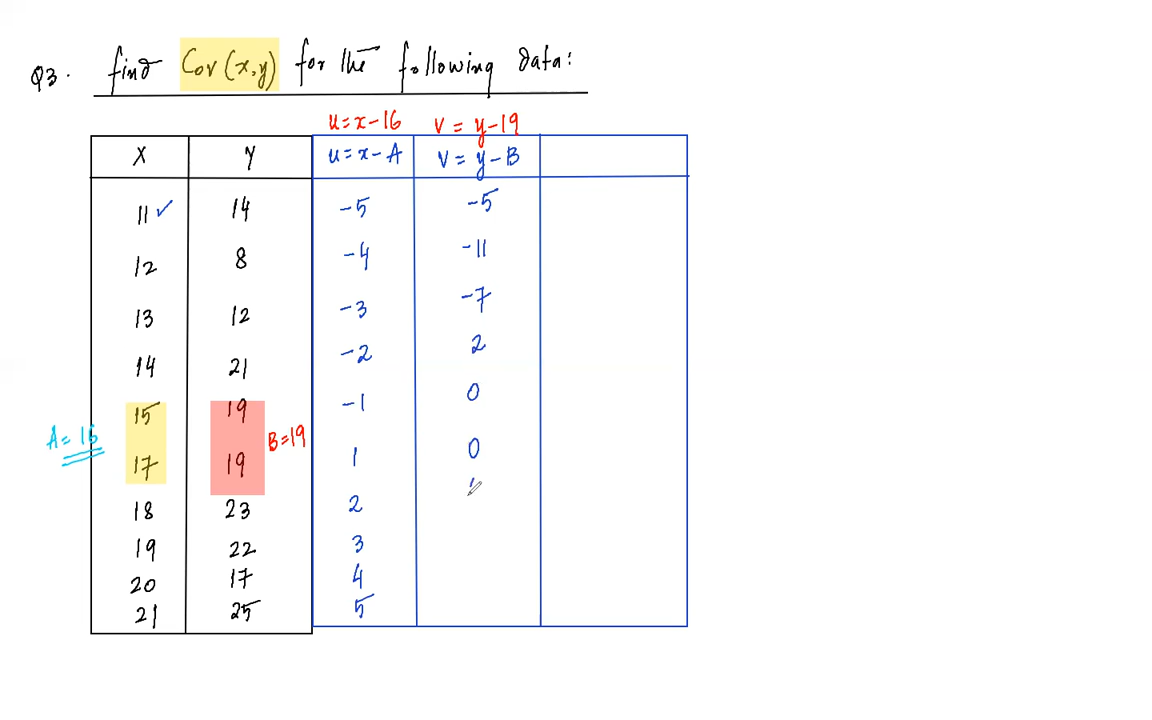 Q3. find Cov(x,y) for the following data:
u=x-16 v=y-19
X Y u=x-A v=y-B
11 ✓ 14 -5 -5
12 8 -4 -11
13 12 -3 -7
14 21 -2 2
15 19 -1 0
A=16 B=19
17 19 1 0
18 23 2
19 22 3
20 17 4
21 25 5